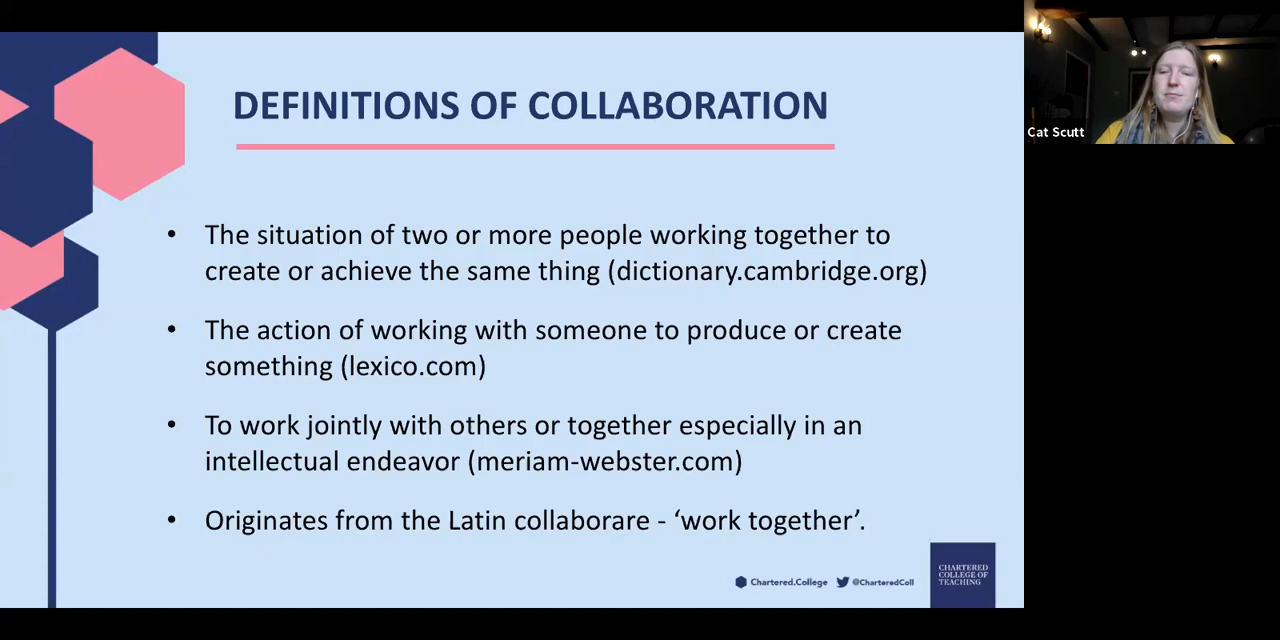 DEFINITIONS OF COLLABORATION
Cat Scutt
• The situation of two or more people working together to
create or achieve the same thing (dictionary.cambridge.org)
• The action of working with someone to produce or create
something (lexico.com)
• To work jointly with others or together especially in an
intellectual endeavor (meriam-webster.com)
• Originates from the Latin collaborare - ‘work together’.
Chartered.College @CharteredColl
CHARTERED
COLLEGE OF
TEACHING